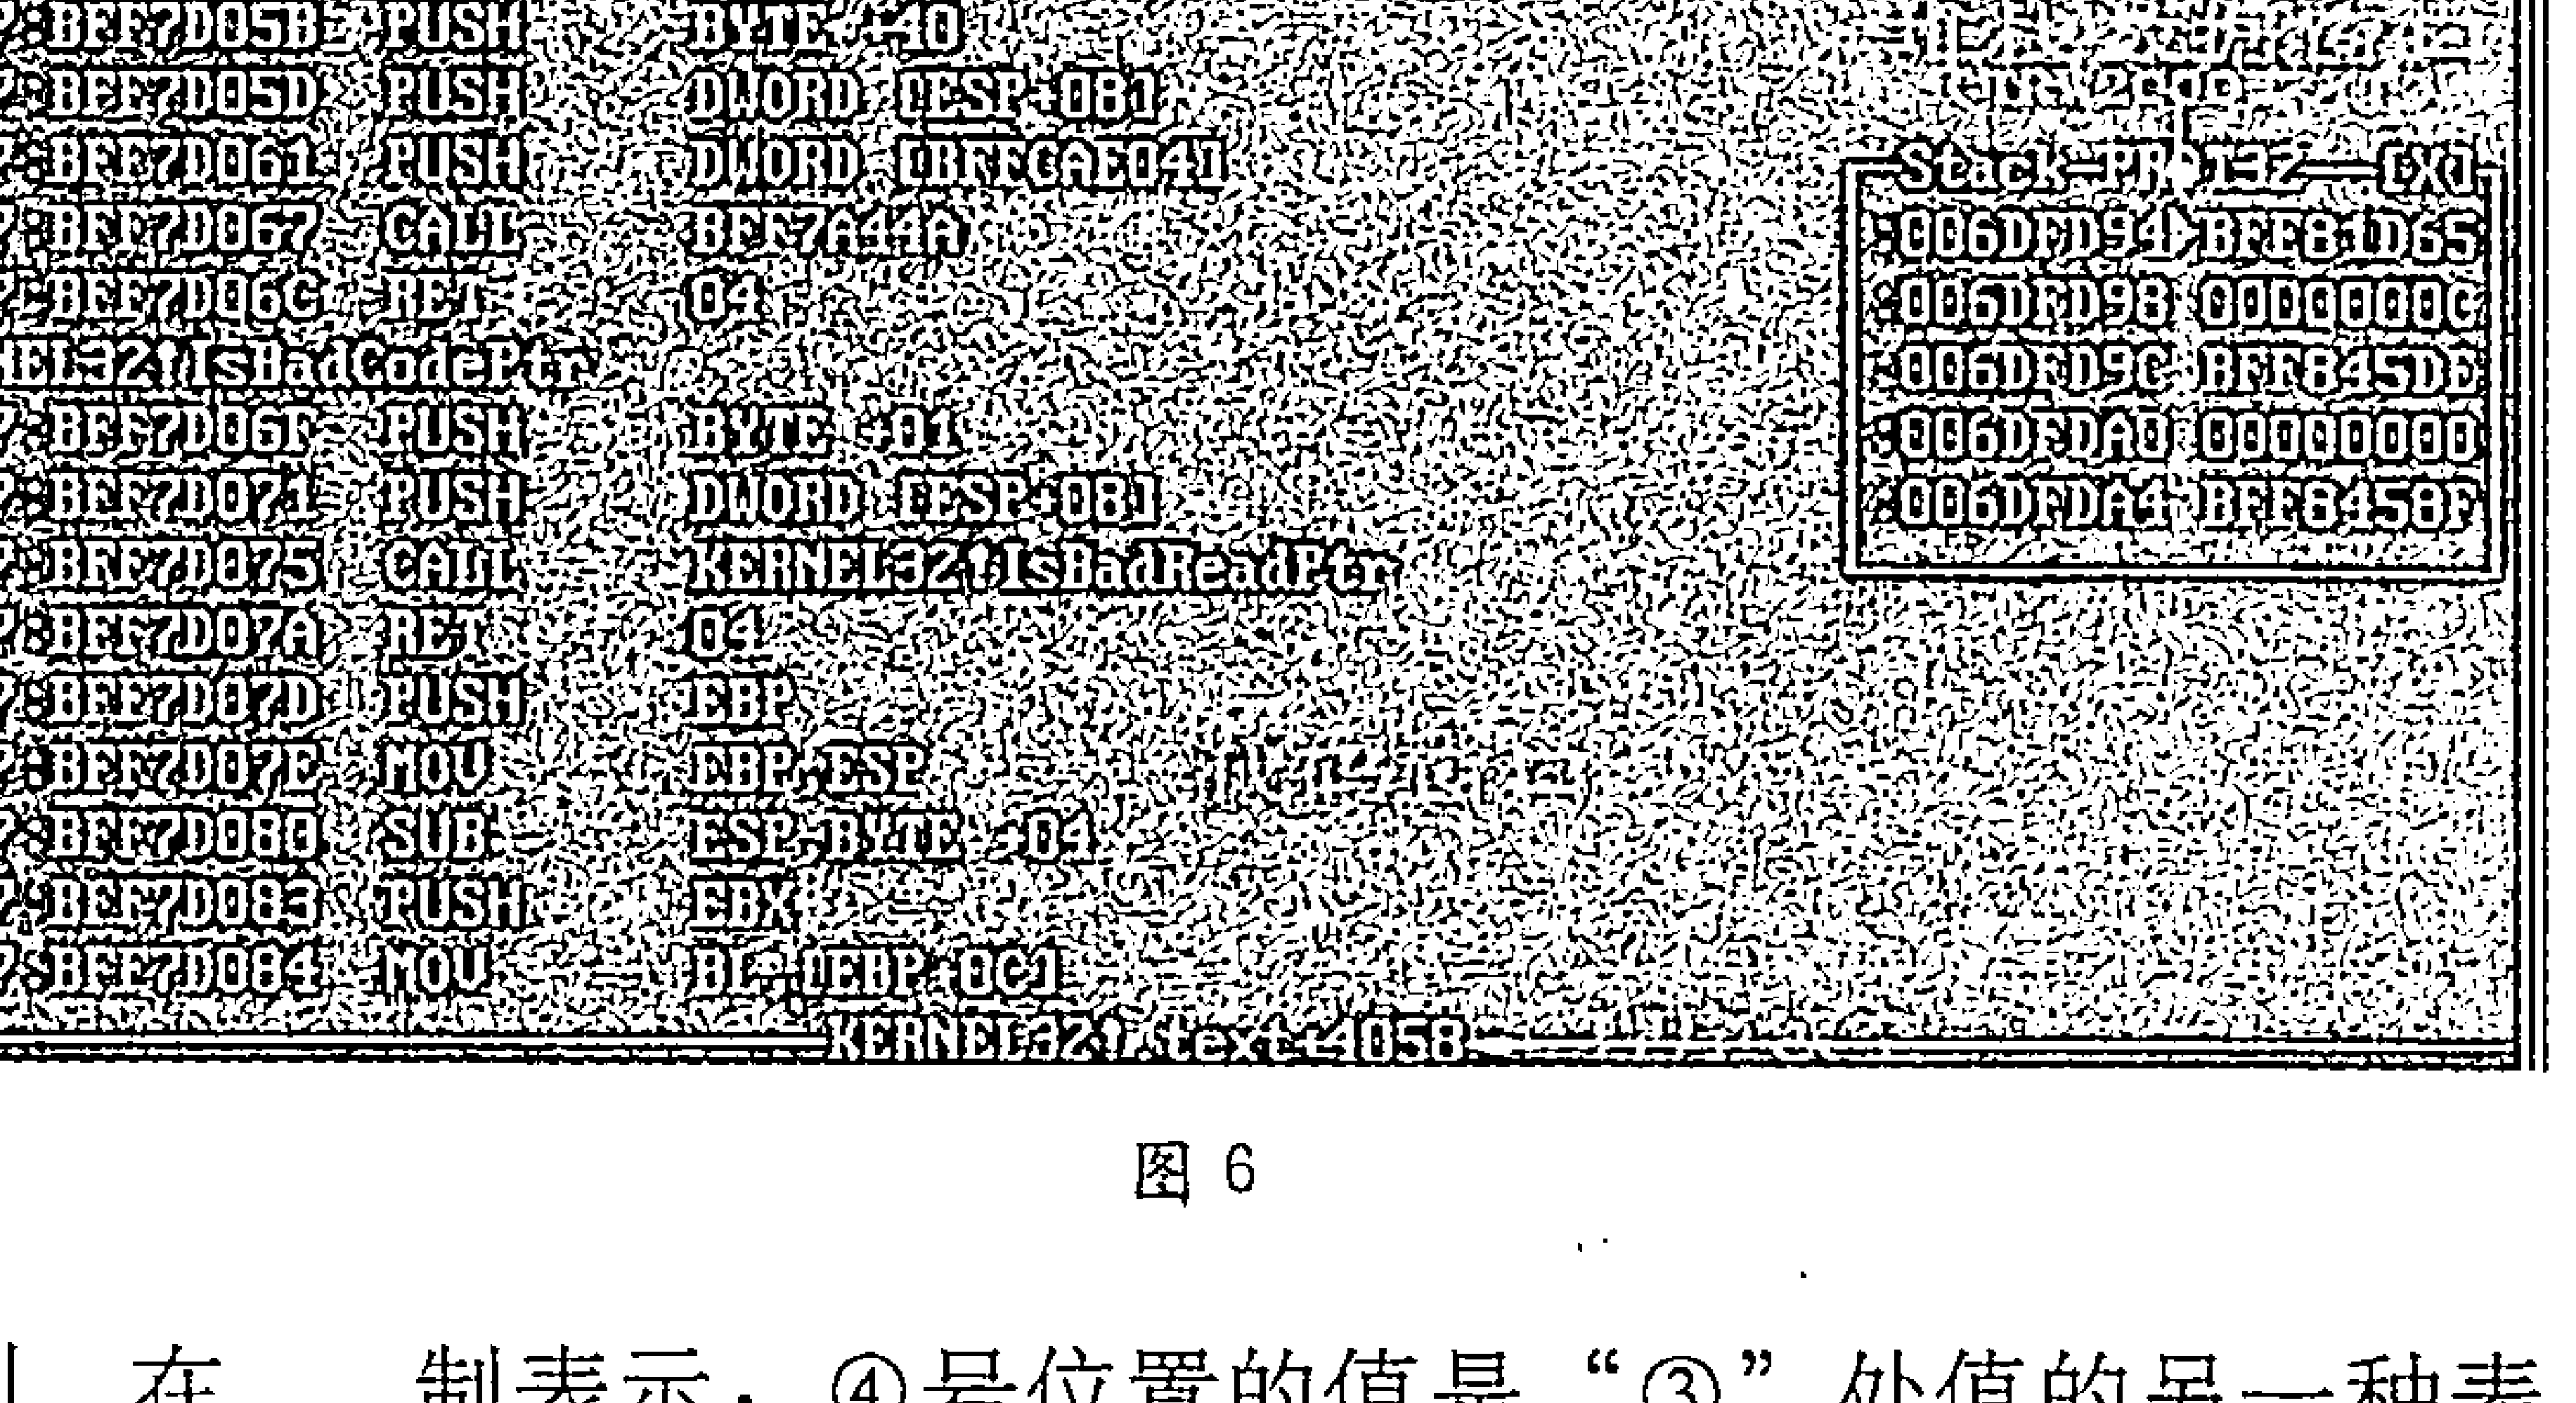 :BFF7D05B PUSH BYTE +40
:BFF7D05D PUSH DWORD [ESP+08]
:BFF7D061 PUSH DWORD [BFFCAE04]
:BFF7D067 CALL BFF7A44A
:BFF7D06C RET 04
NEL32!IsBadCodePtr
:BFF7D06F PUSH BYTE +01
:BFF7D071 PUSH DWORD [ESP+08]
:BFF7D075 CALL KERNEL32!IsBadReadPtr
:BFF7D07A RET 04
:BFF7D07D PUSH EBP
:BFF7D07E MOV EBP,ESP
:BFF7D080 SUB ESP,BYTE +04
:BFF7D083 PUSH EBX
:BFF7D084 MOV BL,[EBP+0C]
KERNEL32!.text+4058
Stack [X]
:006DFD94 BFF81D65
:006DFD98 0000000C
:006DFD9C BFF845DE
:006DFDA0 00000000
:006DFDA4 BFF8458F
图 6
在 制表示,④号位置的值是“③”处值的另一种表